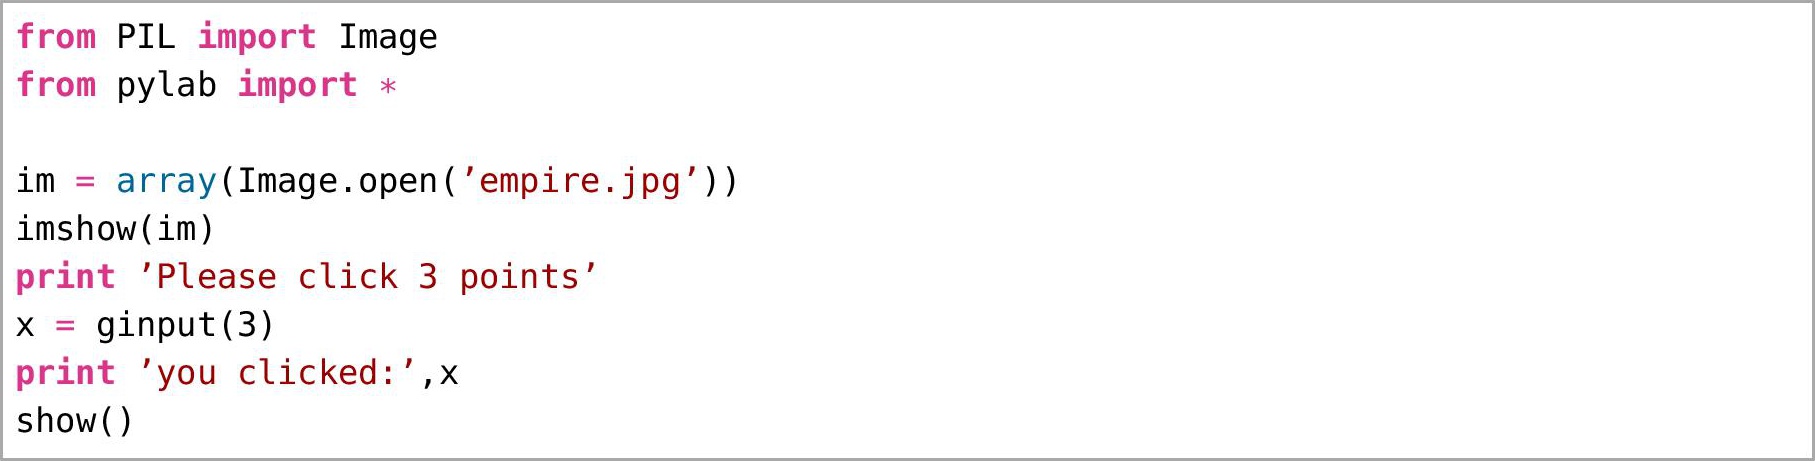 from PIL import Image
from pylab import *
im = array(Image.open(’empire.jpg’))
imshow(im)
print ’Please click 3 points’
x = ginput(3)
print ’you clicked:’,x
show()